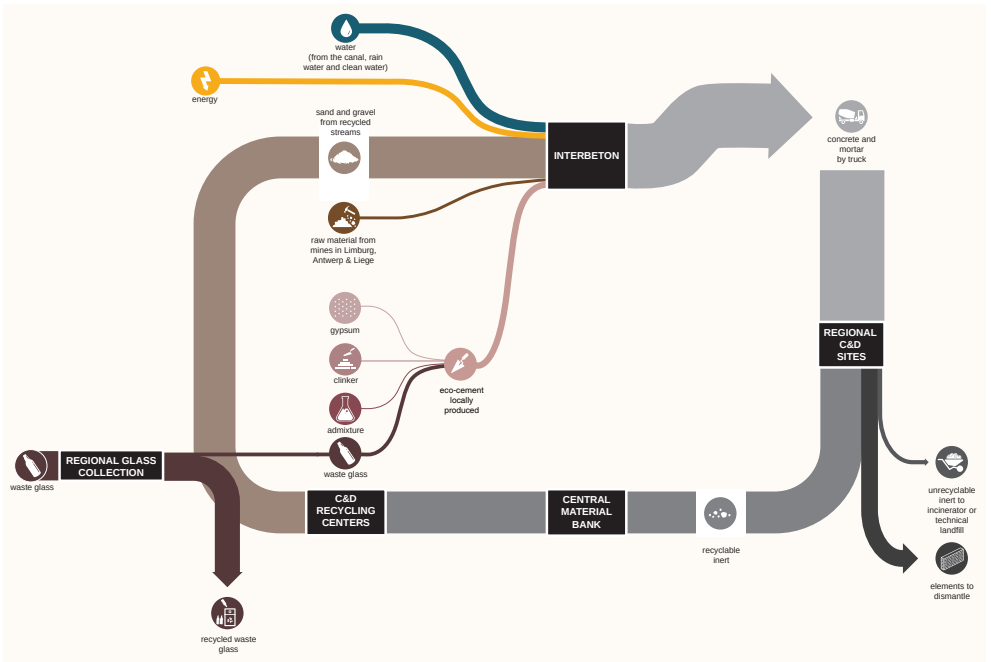 water
(from the canal, rain
water and clean water)
energy
sand and gravel
from recycled
streams
INTERBETON
concrete and
mortar
by truck
raw material from
mines in Limburg,
Antwerp & Liege
gypsum
clinker
admixture
waste glass
eco-cement
locally
produced
REGIONAL
C&D
SITES
REGIONAL GLASS
COLLECTION
waste glass
C&D
RECYCLING
CENTERS
CENTRAL
MATERIAL
BANK
recyclable
inert
unrecyclable
inert to
incinerator or
technical
landfill
elements to
dismantle
recycled waste
glass